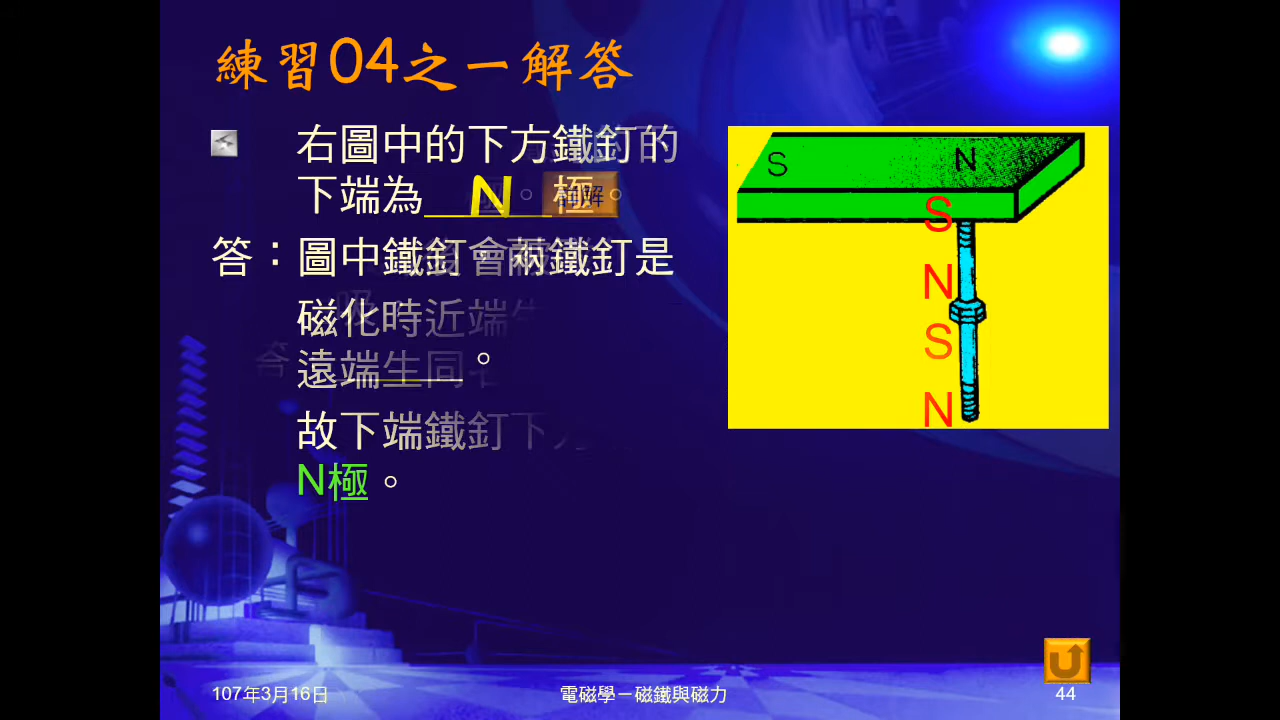 練習04之一解答
右圖中的下方鐵釘的
下端為 N 極。
答：圖中鐵釘會兩鐵釘是
磁化時近端生
遠端生同名。
故下端鐵釘下方
N極。
S
N
S
N
S
N
107年3月16日
電磁學－磁鐵與磁力
44